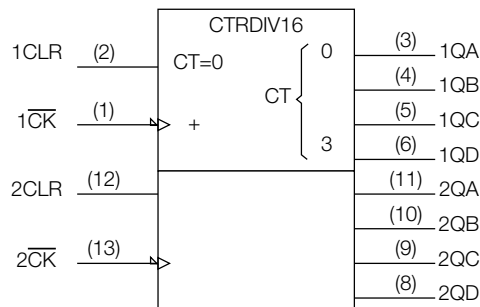 CTRDIV16
1CLR (2) CT=0 0 (3) 1QA
(4) 1QB
1C̅K̅ (1) + CT (5) 1QC
3 (6) 1QD
2CLR (12) (11) 2QA
(10) 2QB
2C̅K̅ (13) (9) 2QC
(8) 2QD